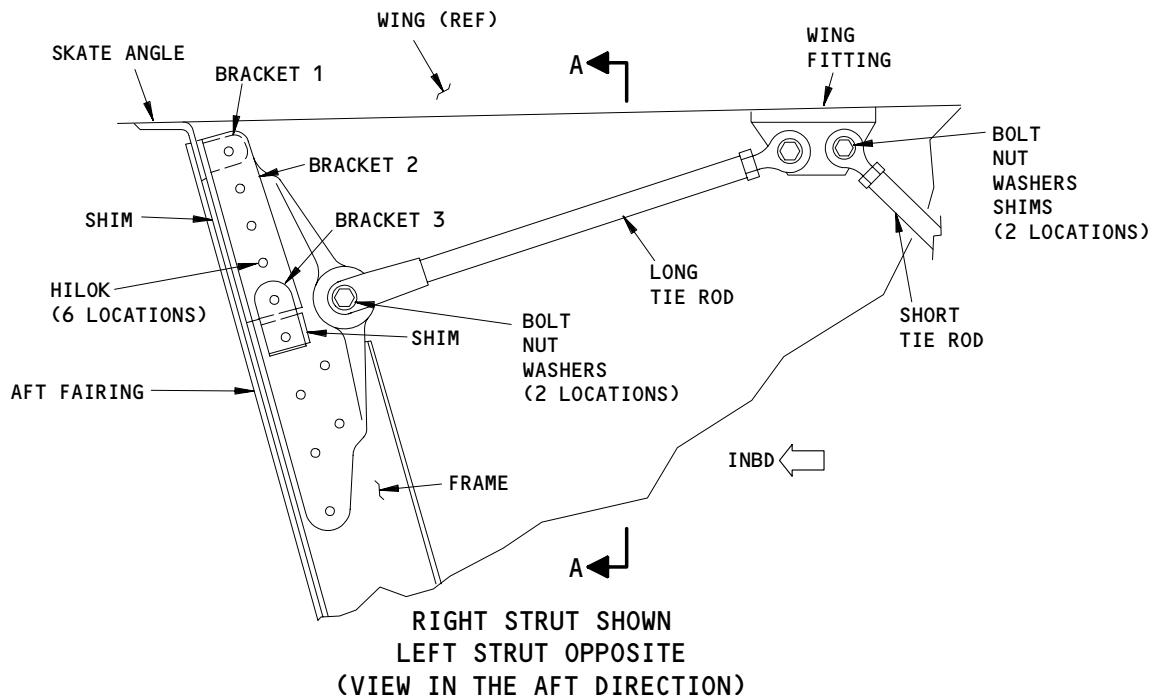 WING (REF)
SKATE ANGLE
BRACKET 1
A
WING
FITTING
BRACKET 2
BOLT
NUT
WASHERS
SHIMS
(2 LOCATIONS)
SHIM
BRACKET 3
HILOK
(6 LOCATIONS)
LONG
TIE ROD
SHORT
TIE ROD
SHIM
BOLT
NUT
WASHERS
(2 LOCATIONS)
AFT FAIRING
INBD
FRAME
A
RIGHT STRUT SHOWN
LEFT STRUT OPPOSITE
(VIEW IN THE AFT DIRECTION)